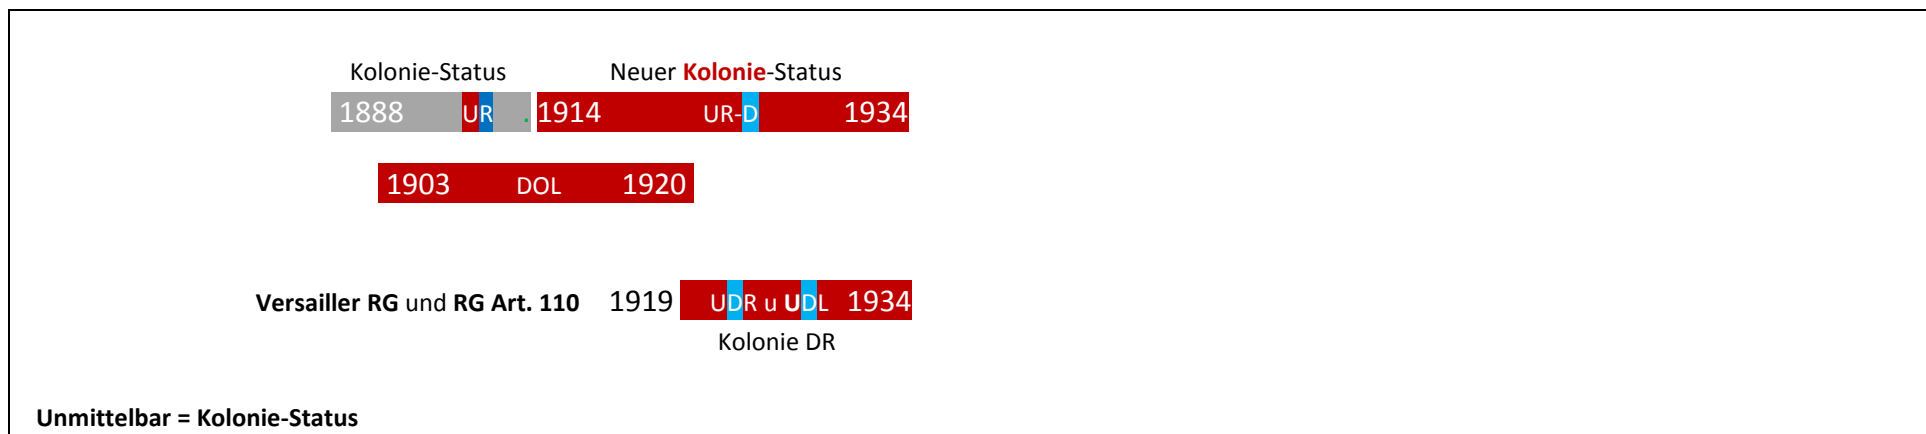 Kolonie-Status Neuer Kolonie-Status
1888 UR . 1914 UR-D 1934
1903 DOL 1920
Versailler RG und RG Art. 110 1919 UDR u UDL 1934
Kolonie DR
Unmittelbar = Kolonie-Status